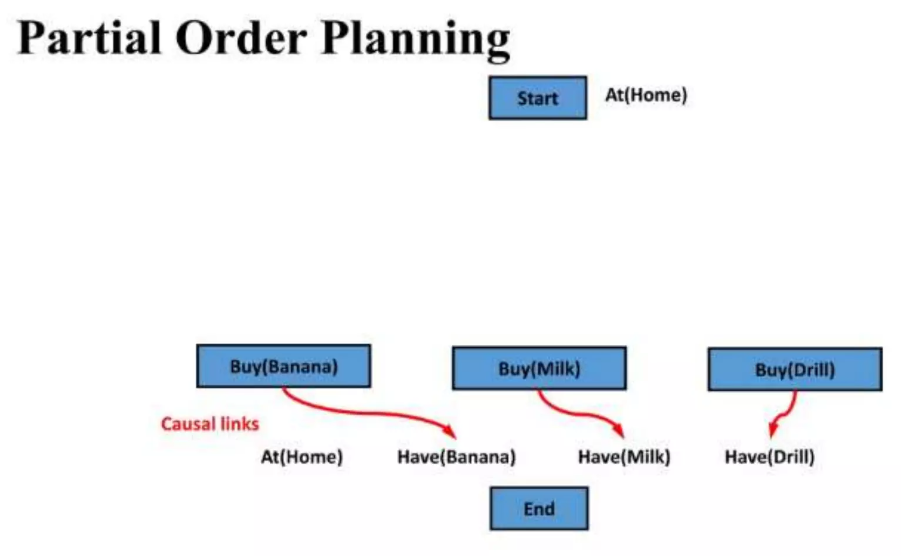 Partial Order Planning
Start At(Home)
Buy(Banana) Buy(Milk) Buy(Drill)
Causal links
At(Home) Have(Banana) Have(Milk) Have(Drill)
End